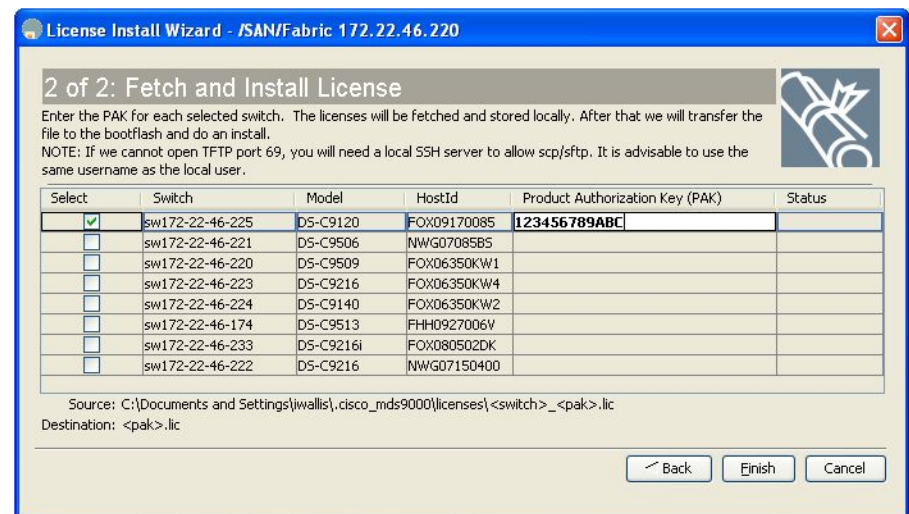 License Install Wizard - /SAN/Fabric 172.22.46.220
2 of 2: Fetch and Install License
Enter the PAK for each selected switch. The licenses will be fetched and stored locally. After that we will transfer the
file to the bootflash and do an install.
NOTE: If we cannot open TFTP port 69, you will need a local SSH server to allow scp/sftp. It is advisable to use the
same username as the local user.
Select Switch Model HostId Product Authorization Key (PAK) Status
sw172-22-46-225 DS-C9120 FOX09170085 123456789ABC
sw172-22-46-221 DS-C9506 NWG07085B5
sw172-22-46-220 DS-C9509 FOX06350KW1
sw172-22-46-223 DS-C9216 FOX06350KW4
sw172-22-46-224 DS-C9140 FOX06350KW2
sw172-22-46-174 DS-C9513 FHH0927006V
sw172-22-46-233 DS-C9216i FOX080502DK
sw172-22-46-222 DS-C9216 NWG07150400
Source: C:\Documents and Settings\iwallis\.cisco_mds9000\licenses\<switch>_<pak>.lic
Destination: <pak>.lic
Back Finish Cancel